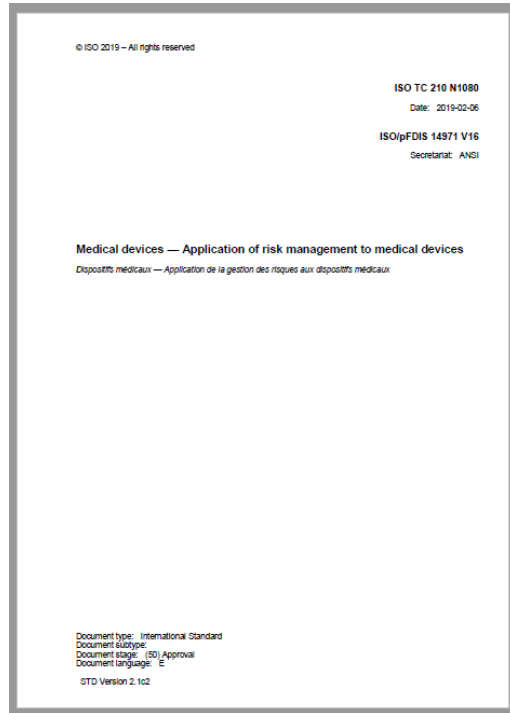 © ISO 2019 – All rights reserved
ISO TC 210 N1080
Date: 2019-02-06
ISO/pFDIS 14971 V16
Secretariat: ANSI
Medical devices — Application of risk management to medical devices
Dispositifs médicaux — Application de la gestion des risques aux dispositifs médicaux
Document type: International Standard
Document subtype:
Document stage: (50) Approval
Document language: E
STD Version 2.1c2